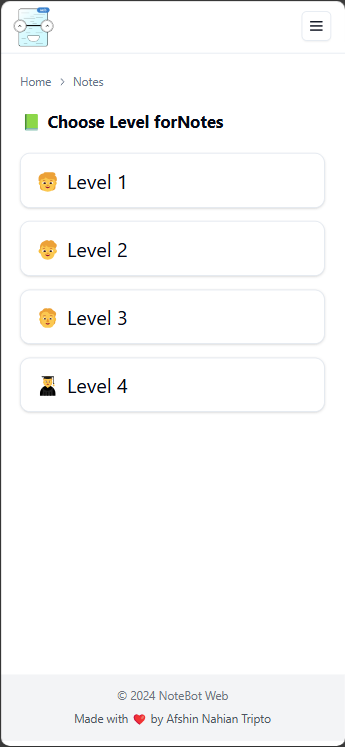 Home > Notes
📗 Choose Level forNotes
Level 1
Level 2
Level 3
Level 4
© 2024 NoteBot Web
Made with ❤️ by Afshin Nahian Tripto